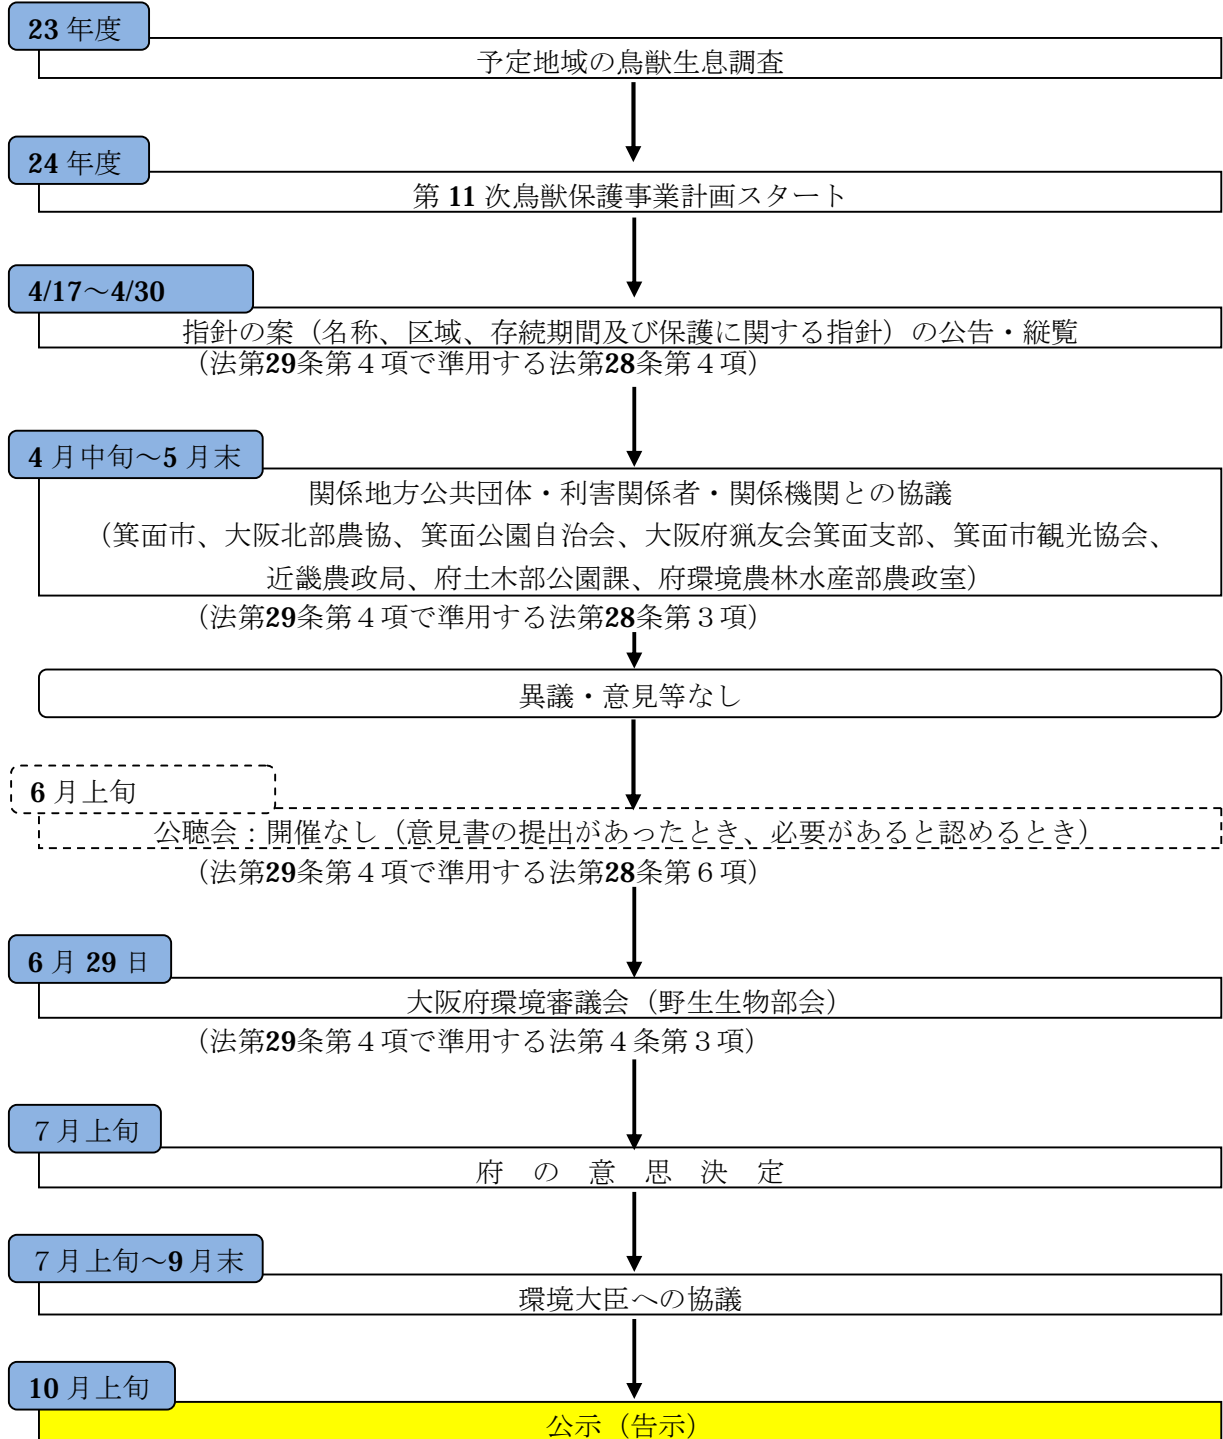 23 年度
予定地域の鳥獣生息調査
24 年度
第 11 次鳥獣保護事業計画スタート
4/17～4/30
指針の案（名称、区域、存続期間及び保護に関する指針）の公告・縦覧
（法第29条第４項で準用する法第28条第４項）
4 月中旬～5 月末
関係地方公共団体・利害関係者・関係機関との協議
（箕面市、大阪北部農協、箕面公園自治会、大阪府猟友会箕面支部、箕面市観光協会、
近畿農政局、府土木部公園課、府環境農林水産部農政室）
（法第29条第４項で準用する法第28条第３項）
異議・意見等なし
6 月上旬
公聴会：開催なし（意見書の提出があったとき、必要があると認めるとき）
（法第29条第４項で準用する法第28条第６項）
6 月 29 日
大阪府環境審議会（野生生物部会）
（法第29条第４項で準用する法第４条第３項）
７月上旬
府　の　意　思　決　定
７月上旬～9 月末
環境大臣への協議
10 月上旬
公示（告示）